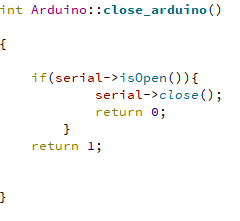 int Arduino::close_arduino()
{
if(serial->isOpen()){
serial->close();
return 0;
}
return 1;
}